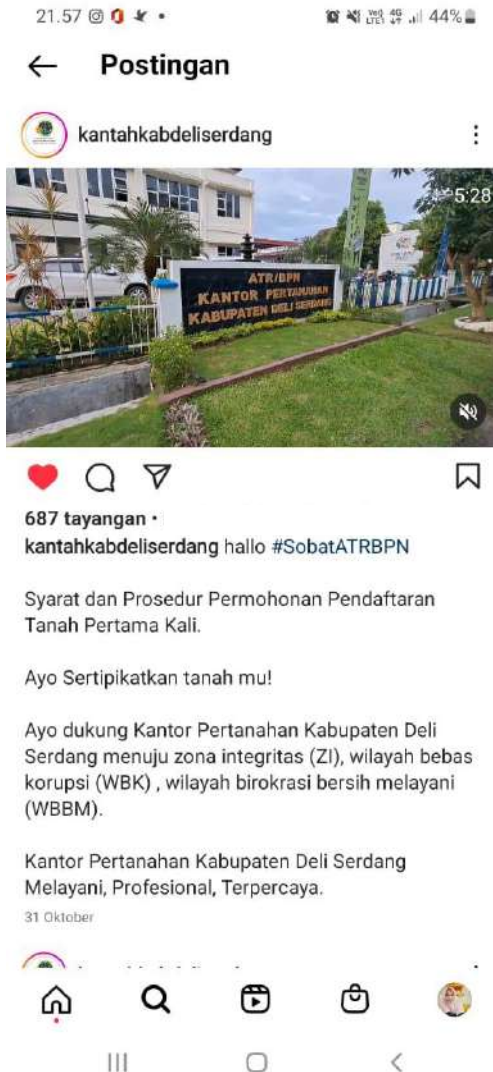 21.57
Vo))
LTE1
4G
44%
Postingan
kantahkabdeliserdang
5:28
ATR/BPN
KANTOR PERTANAHAN
KABUPATEN DELI SERDANG
687 tayangan •
kantahkabdeliserdang hallo #SobatATRBPN
Syarat dan Prosedur Permohonan Pendaftaran
Tanah Pertama Kali.
Ayo Sertipikatkan tanah mu!
Ayo dukung Kantor Pertanahan Kabupaten Deli
Serdang menuju zona integritas (ZI), wilayah bebas
korupsi (WBK) , wilayah birokrasi bersih melayani
(WBBM).
Kantor Pertanahan Kabupaten Deli Serdang
Melayani, Profesional, Terpercaya.
31 Oktober